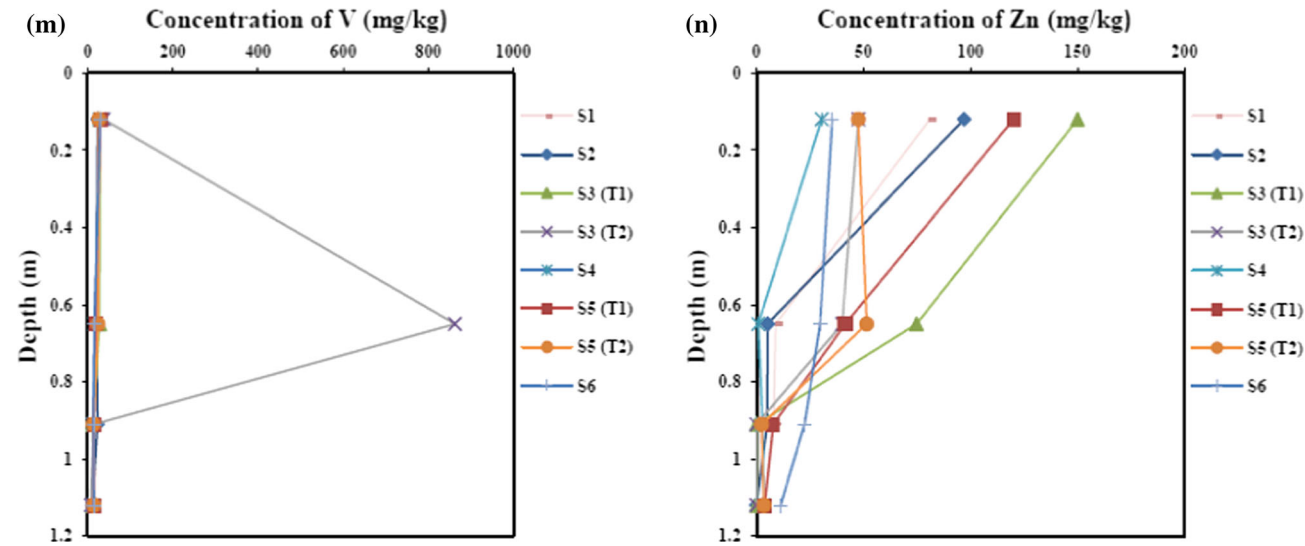 (m)
Concentration of V (mg/kg)
0 200 400 600 800 1000
0
0.2
0.4
0.6
0.8
1
1.2
Depth (m)
S1
S2
S3 (T1)
S3 (T2)
S4
S5 (T1)
S5 (T2)
S6
(n)
Concentration of Zn (mg/kg)
0 50 100 150 200
0
0.2
0.4
0.6
0.8
1
1.2
Depth (m)
S1
S2
S3 (T1)
S3 (T2)
S4
S5 (T1)
S5 (T2)
S6